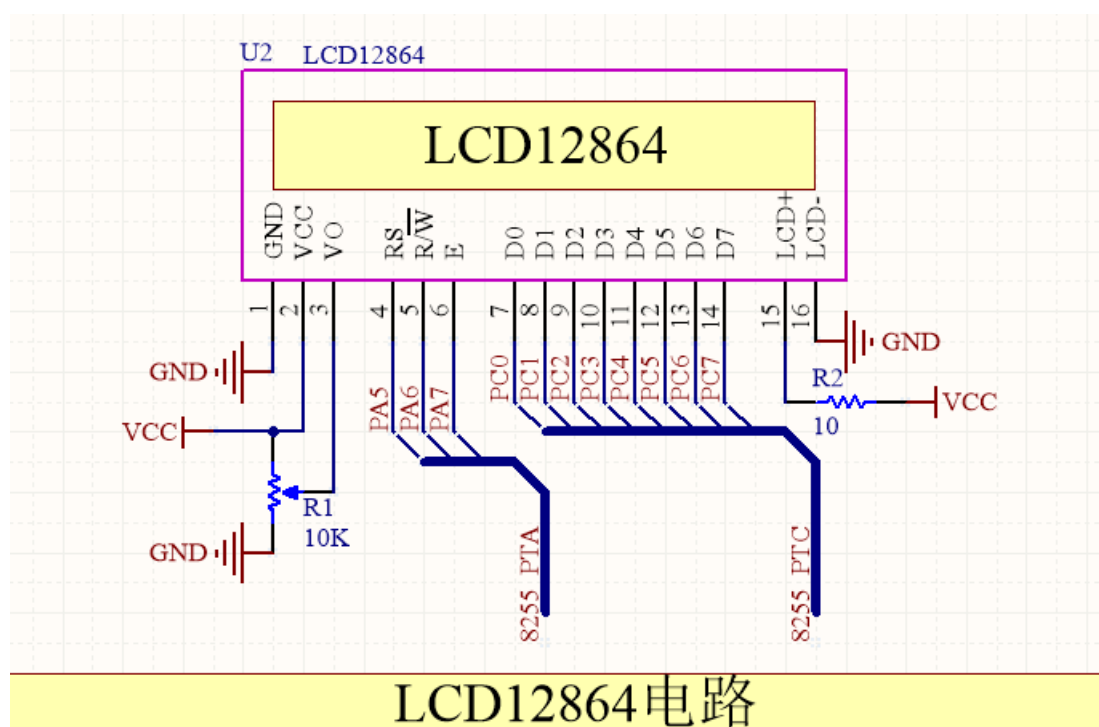 U2 LCD12864
LCD12864
GND VCC VO RS R/W E D0 D1 D2 D3 D4 D5 D6 D7 LCD+ LCD-
1 2 3 4 5 6 7 8 9 10 11 12 13 14 15 16
GND
GND
PA5 PA6 PA7 PC0 PC1 PC2 PC3 PC4 PC5 PC6 PC7
R2
VCC
10
VCC
R1
10K
GND
8255 PTA
8255 PTC
LCD12864电路